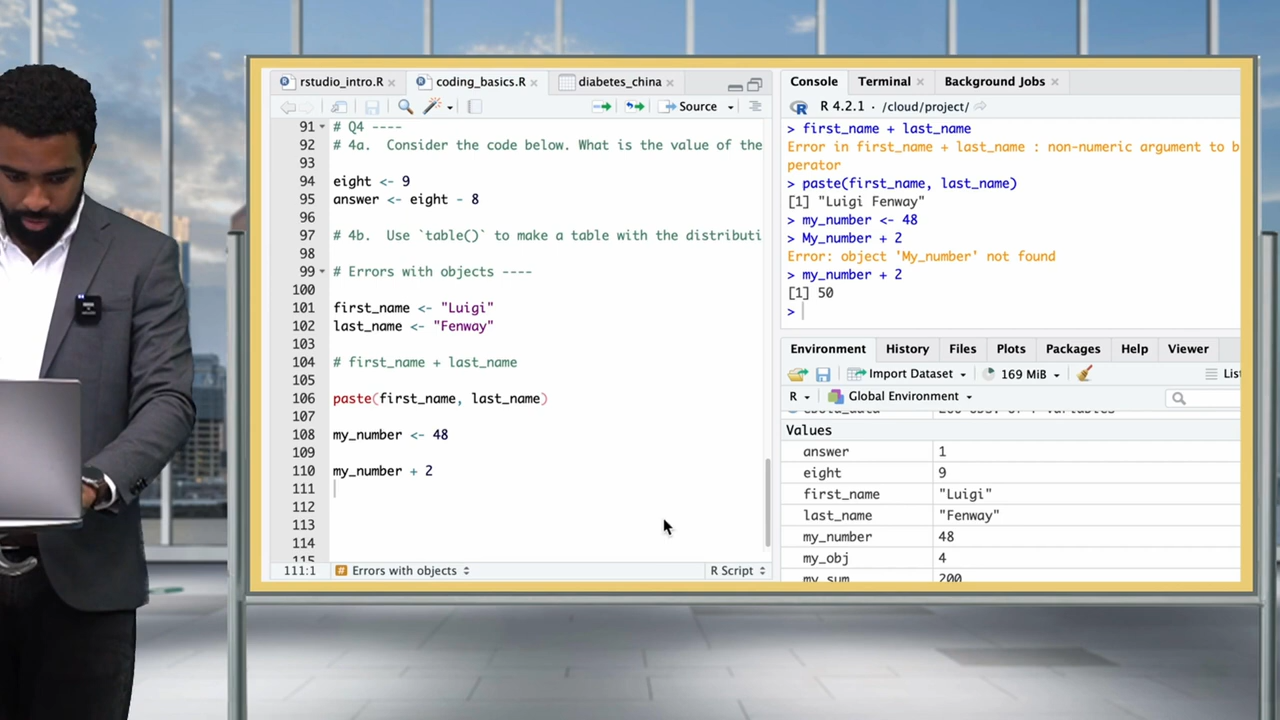 rstudio_intro.R
coding_basics.R
diabetes_china
Source
91 # Q4 ----
92 # 4a.  Consider the code below. What is the value of the
93
94 eight <- 9
95 answer <- eight - 8
96
97 # 4b.  Use `table()` to make a table with the distributi
98
99 # Errors with objects ----
100
101 first_name <- "Luigi"
102 last_name <- "Fenway"
103
104 # first_name + last_name
105
106 paste(first_name, last_name)
107
108 my_number <- 48
109
110 my_number + 2
111
112
113
114
115
111:1 # Errors with objects R Script
Console Terminal Background Jobs
R R 4.2.1 · /cloud/project/
> first_name + last_name
Error in first_name + last_name : non-numeric argument to b
perator
> paste(first_name, last_name)
[1] "Luigi Fenway"
> my_number <- 48
> My_number + 2
Error: object 'My_number' not found
> my_number + 2
[1] 50
>
Environment History Files Plots Packages Help Viewer
Import Dataset 169 MiB List
R Global Environment
Values
answer 1
eight 9
first_name "Luigi"
last_name "Fenway"
my_number 48
my_obj 4
my_sum 200